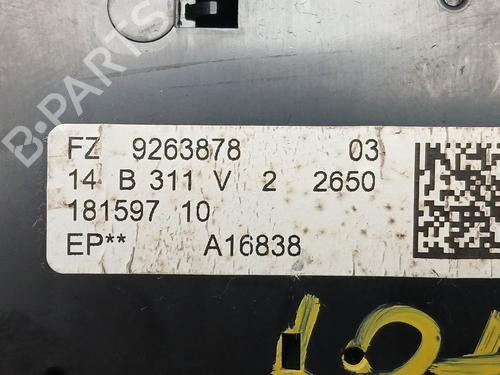 B-PARTS
FZ 9263878 03
14 B 311 V 2 2650
181597 10
EP** A16838